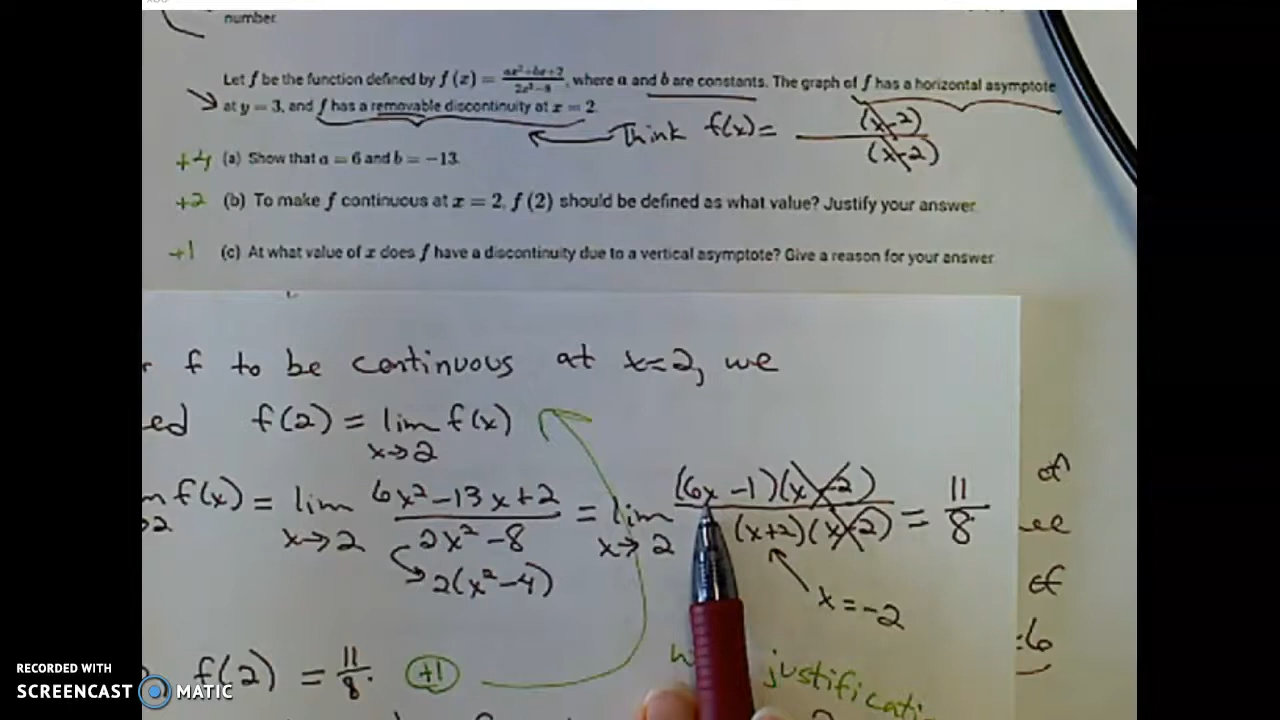 number.
Let f be the function defined by f (x) = ax²+bx+2 / 2x²−8, where a and b are constants. The graph of f has a horizontal asymptote
at y = 3, and f has a removable discontinuity at x = 2.
Think f(x) = (x-2) / (x-2)
+4 (a) Show that a = 6 and b = −13.
+2 (b) To make f continuous at x = 2, f (2) should be defined as what value? Justify your answer.
+1 (c) At what value of x does f have a discontinuity due to a vertical asymptote? Give a reason for your answer.
f to be continuous at x=2, we
ed f(2) = lim f(x)
x→2
f(x) = lim 6x²-13x+2 / 2x²-8 = lim (6x-1)(x-2) / (x+2)(x-2) = 11/8
x→2 x→2
2(x²-4)
x=-2
of
of
f(2) = 11/8. +1
justificati
RECORDED WITH
SCREENCAST MATIC